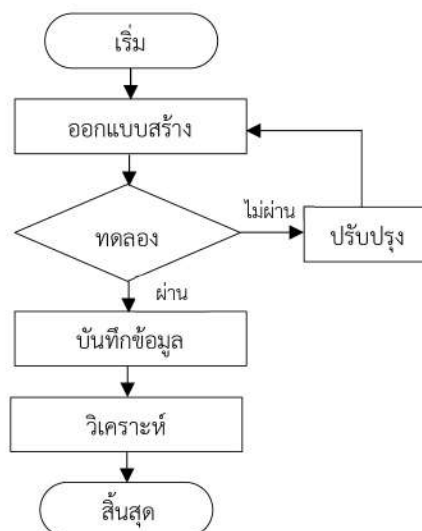 เริ่ม
ออกแบบสร้าง
ทดลอง
ไม่ผ่าน
ปรับปรุง
ผ่าน
บันทึกข้อมูล
วิเคราะห์
สิ้นสุด